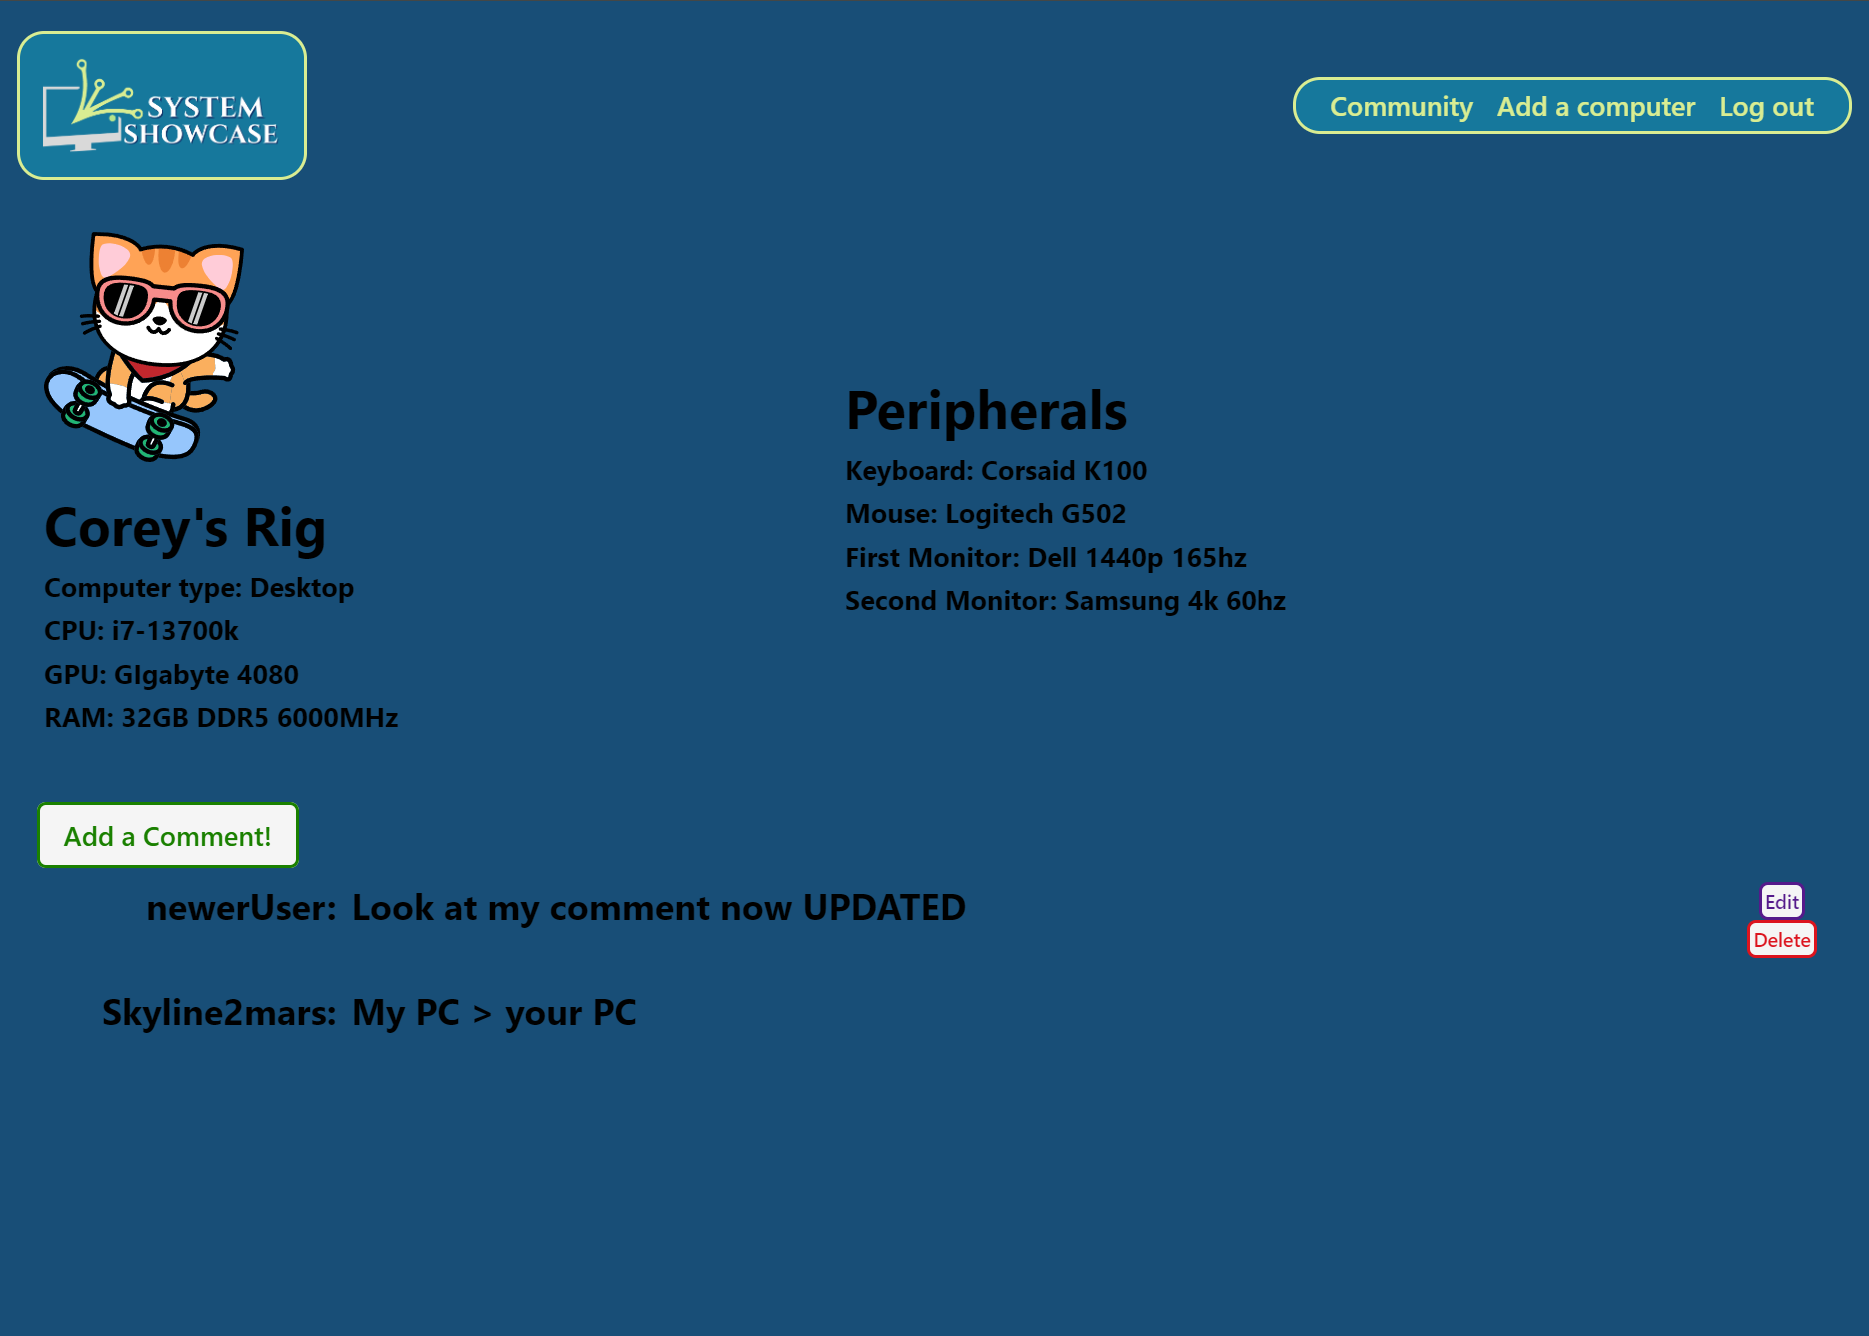 SYSTEM
SHOWCASE
Community Add a computer Log out
Corey's Rig
Computer type: Desktop
CPU: i7-13700k
GPU: GIgabyte 4080
RAM: 32GB DDR5 6000MHz
Peripherals
Keyboard: Corsaid K100
Mouse: Logitech G502
First Monitor: Dell 1440p 165hz
Second Monitor: Samsung 4k 60hz
Add a Comment!
newerUser: Look at my comment now UPDATED
Edit
Delete
Skyline2mars: My PC > your PC